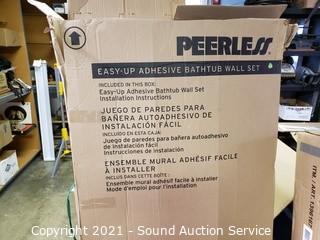 PEERLESS
EASY-UP ADHESIVE BATHTUB WALL SET
INCLUDED IN THIS BOX:
Easy-Up Adhesive Bathtub Wall Set
Installation Instructions
JUEGO DE PAREDES PARA
BAÑERA AUTOADHESIVO DE
INSTALACIÓN FÁCIL
INCLUYIDO EN ESTA CAJA:
Juego de paredes para bañera autoadhesivo
de instalación fácil
Instrucciones de instalación
ENSEMBLE MURAL ADHÉSIF FACILE
À INSTALLER
INCLUS DANS CETTE BOÎTE:
Ensemble mural adhésif facile à installer
Mode d'emploi pour l'installation
Copyright 2021 - Sound Auction Service